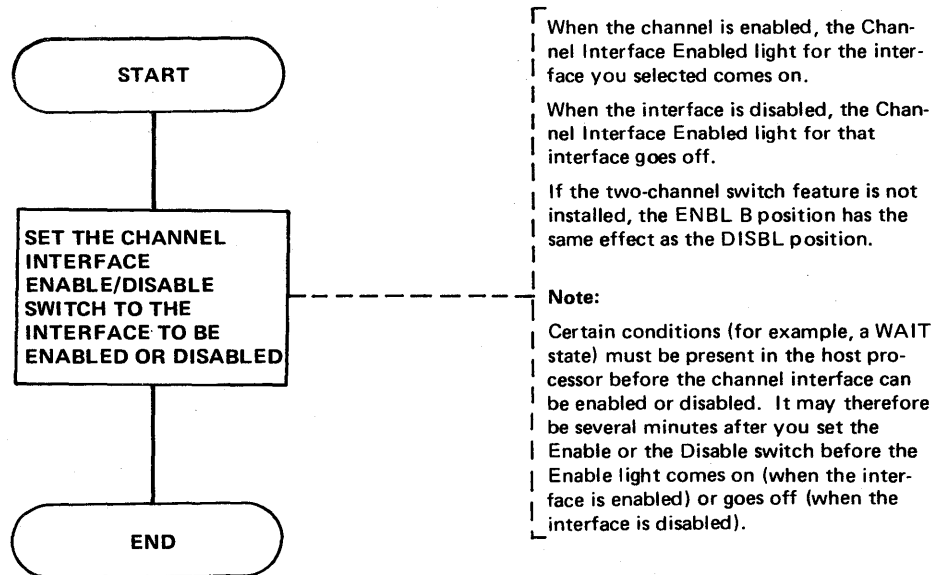 START
SET THE CHANNEL
INTERFACE
ENABLE/DISABLE
SWITCH TO THE
INTERFACE TO BE
ENABLED OR DISABLED
END
When the channel is enabled, the Chan-
nel Interface Enabled light for the inter-
face you selected comes on.
When the interface is disabled, the Chan-
nel Interface Enabled light for that
interface goes off.
If the two-channel switch feature is not
installed, the ENBL B position has the
same effect as the DISBL position.
Note:
Certain conditions (for example, a WAIT
state) must be present in the host pro-
cessor before the channel interface can
be enabled or disabled. It may therefore
be several minutes after you set the
Enable or the Disable switch before the
Enable light comes on (when the inter-
face is enabled) or goes off (when the
interface is disabled).